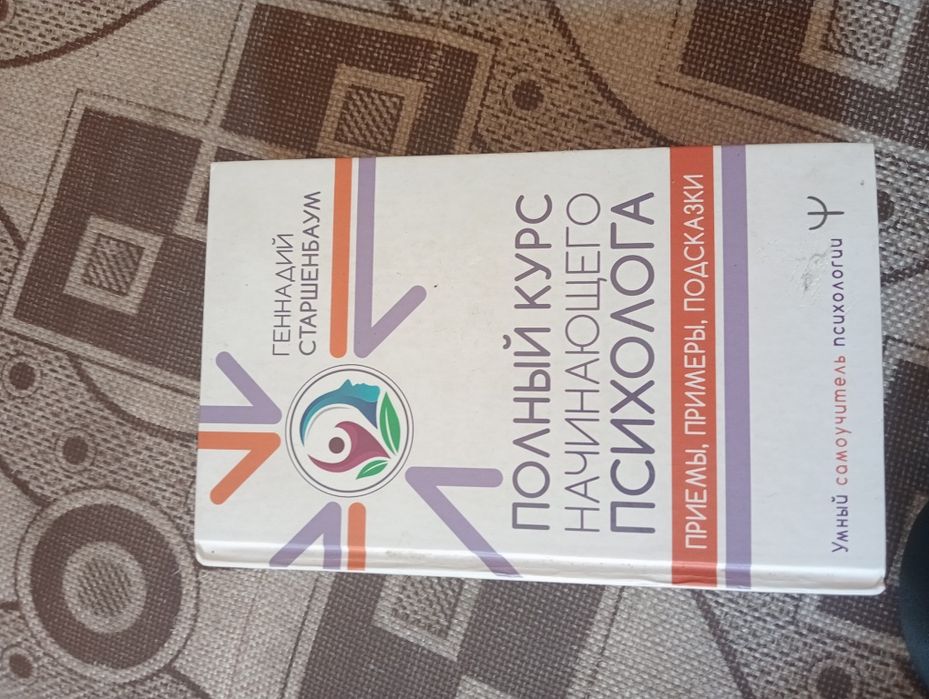 ГЕННАДИЙ
СТАРШЕНБАУМ
ПОЛНЫЙ КУРС
НАЧИНАЮЩЕГО
ПСИХОЛОГА
ПРИЕМЫ, ПРИМЕРЫ, ПОДСКАЗКИ
Умный самоучитель психологии Ψ